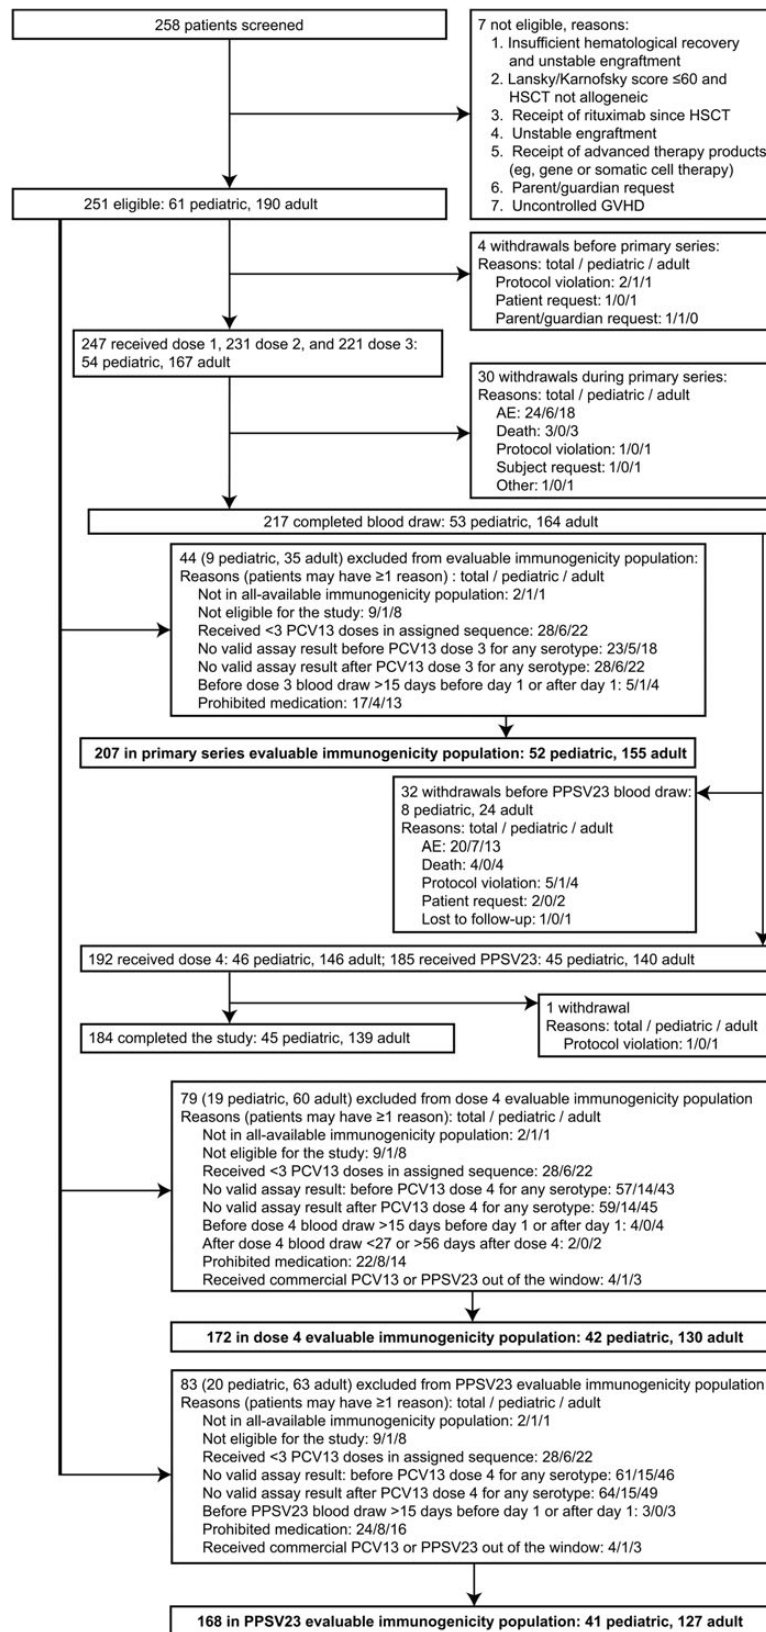 258 patients screened
7 not eligible, reasons:
1. Insufficient hematological recovery
and unstable engraftment
2. Lansky/Karnofsky score ≤60 and
HSCT not allogeneic
3. Receipt of rituximab since HSCT
4. Unstable engraftment
5. Receipt of advanced therapy products
(eg, gene or somatic cell therapy)
6. Parent/guardian request
7. Uncontrolled GVHD
251 eligible: 61 pediatric, 190 adult
4 withdrawals before primary series:
Reasons: total / pediatric / adult
Protocol violation: 2/1/1
Patient request: 1/0/1
Parent/guardian request: 1/1/0
247 received dose 1, 231 dose 2, and 221 dose 3:
54 pediatric, 167 adult
30 withdrawals during primary series:
Reasons: total / pediatric / adult
AE: 24/6/18
Death: 3/0/3
Protocol violation: 1/0/1
Subject request: 1/0/1
Other: 1/0/1
217 completed blood draw: 53 pediatric, 164 adult
44 (9 pediatric, 35 adult) excluded from evaluable immunogenicity population:
Reasons (patients may have ≥1 reason) : total / pediatric / adult
Not in all-available immunogenicity population: 2/1/1
Not eligible for the study: 9/1/8
Received <3 PCV13 doses in assigned sequence: 28/6/22
No valid assay result before PCV13 dose 3 for any serotype: 23/5/18
No valid assay result after PCV13 dose 3 for any serotype: 28/6/22
Before dose 3 blood draw >15 days before day 1 or after day 1: 5/1/4
Prohibited medication: 17/4/13
207 in primary series evaluable immunogenicity population: 52 pediatric, 155 adult
32 withdrawals before PPSV23 blood draw:
8 pediatric, 24 adult
Reasons: total / pediatric / adult
AE: 20/7/13
Death: 4/0/4
Protocol violation: 5/1/4
Patient request: 2/0/2
Lost to follow-up: 1/0/1
192 received dose 4: 46 pediatric, 146 adult; 185 received PPSV23: 45 pediatric, 140 adult
1 withdrawal
Reasons: total / pediatric / adult
Protocol violation: 1/0/1
184 completed the study: 45 pediatric, 139 adult
79 (19 pediatric, 60 adult) excluded from dose 4 evaluable immunogenicity population
Reasons (patients may have ≥1 reason): total / pediatric / adult
Not in all-available immunogenicity population: 2/1/1
Not eligible for the study: 9/1/8
Received <3 PCV13 doses in assigned sequence: 28/6/22
No valid assay result: before PCV13 dose 4 for any serotype: 57/14/43
No valid assay result after PCV13 dose 4 for any serotype: 59/14/45
Before dose 4 blood draw >15 days before day 1 or after day 1: 4/0/4
After dose 4 blood draw <27 or >56 days after dose 4: 2/0/2
Prohibited medication: 22/8/14
Received commercial PCV13 or PPSV23 out of the window: 4/1/3
172 in dose 4 evaluable immunogenicity population: 42 pediatric, 130 adult
83 (20 pediatric, 63 adult) excluded from PPSV23 evaluable immunogenicity population
Reasons (patients may have ≥1 reason): total / pediatric / adult
Not in all-available immunogenicity population: 2/1/1
Not eligible for the study: 9/1/8
Received <3 PCV13 doses in assigned sequence: 28/6/22
No valid assay result: before PCV13 dose 4 for any serotype: 61/15/46
No valid assay result after PCV13 dose 4 for any serotype: 64/15/49
Before PPSV23 blood draw >15 days before day 1 or after day 1: 3/0/3
Prohibited medication: 24/8/16
Received commercial PCV13 or PPSV23 out of the window: 4/1/3
168 in PPSV23 evaluable immunogenicity population: 41 pediatric, 127 adult